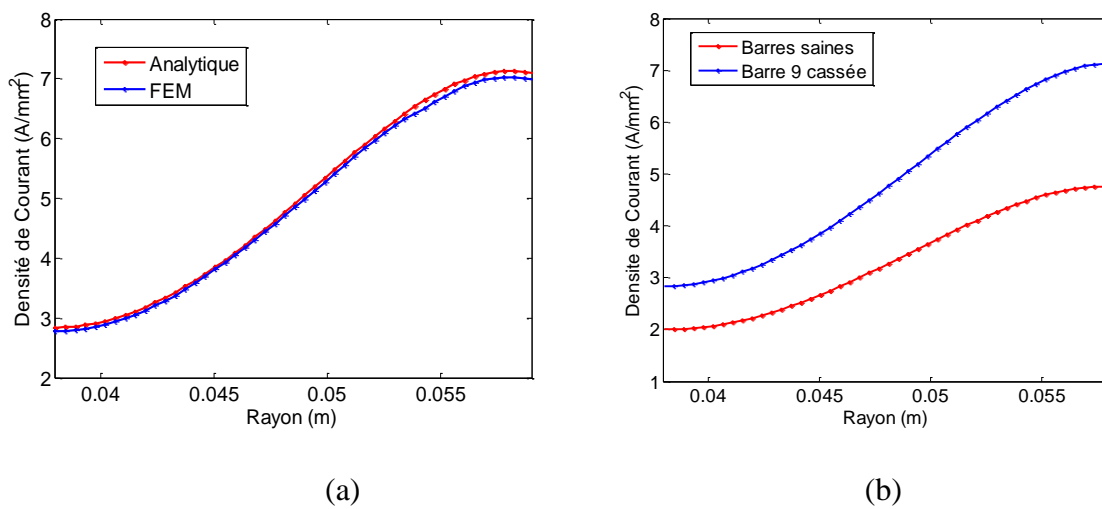 8
7
6
5
4
3
2
Densité de Courant (A/mm²)
Analytique
FEM
0.04 0.045 0.05 0.055
Rayon (m)
(a)
8
7
6
5
4
3
2
1
Densite de Courant (A/mm²)
Barres saines
Barre 9 cassée
0.04 0.045 0.05 0.055
Rayon (m)
(b)